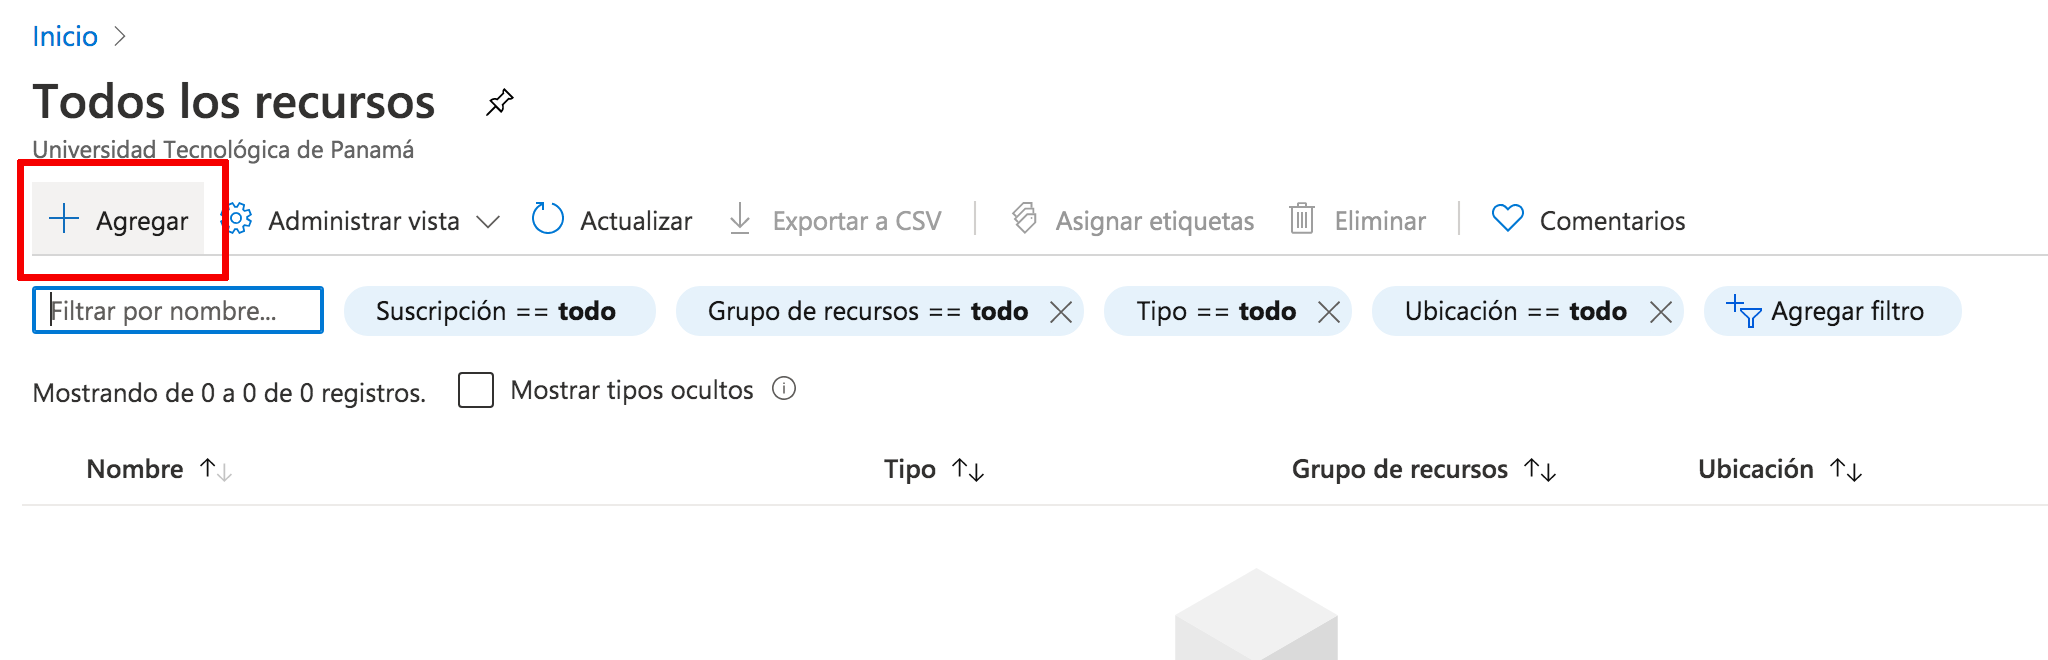 Inicio
Todos los recursos
Universidad Tecnológica de Panamá
Agregar Administrar vista Actualizar Exportar a CSV Asignar etiquetas Eliminar Comentarios
Filtrar por nombre... Suscripción == todo Grupo de recursos == todo Tipo == todo Ubicación == todo Agregar filtro
Mostrando de 0 a 0 de 0 registros. Mostrar tipos ocultos
Nombre Tipo Grupo de recursos Ubicación